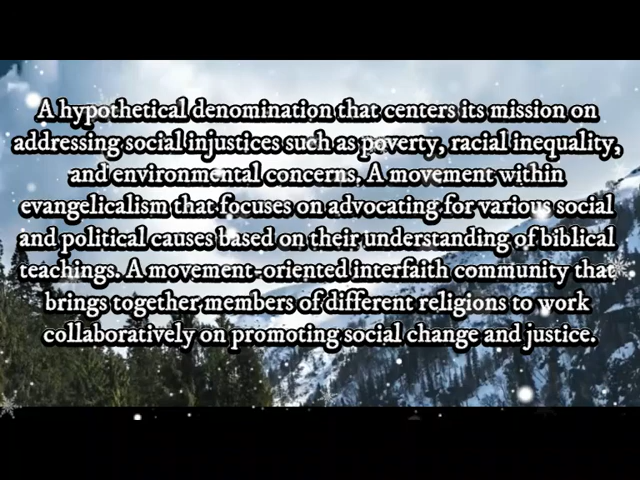 A hypothetical denomination that centers its mission on
addressing social injustices such as poverty, racial inequality,
and environmental concerns. A movement within
evangelicalism that focuses on advocating for various social
and political causes based on their understanding of biblical
teachings. A movement-oriented interfaith community that
brings together members of different religions to work
collaboratively on promoting social change and justice.